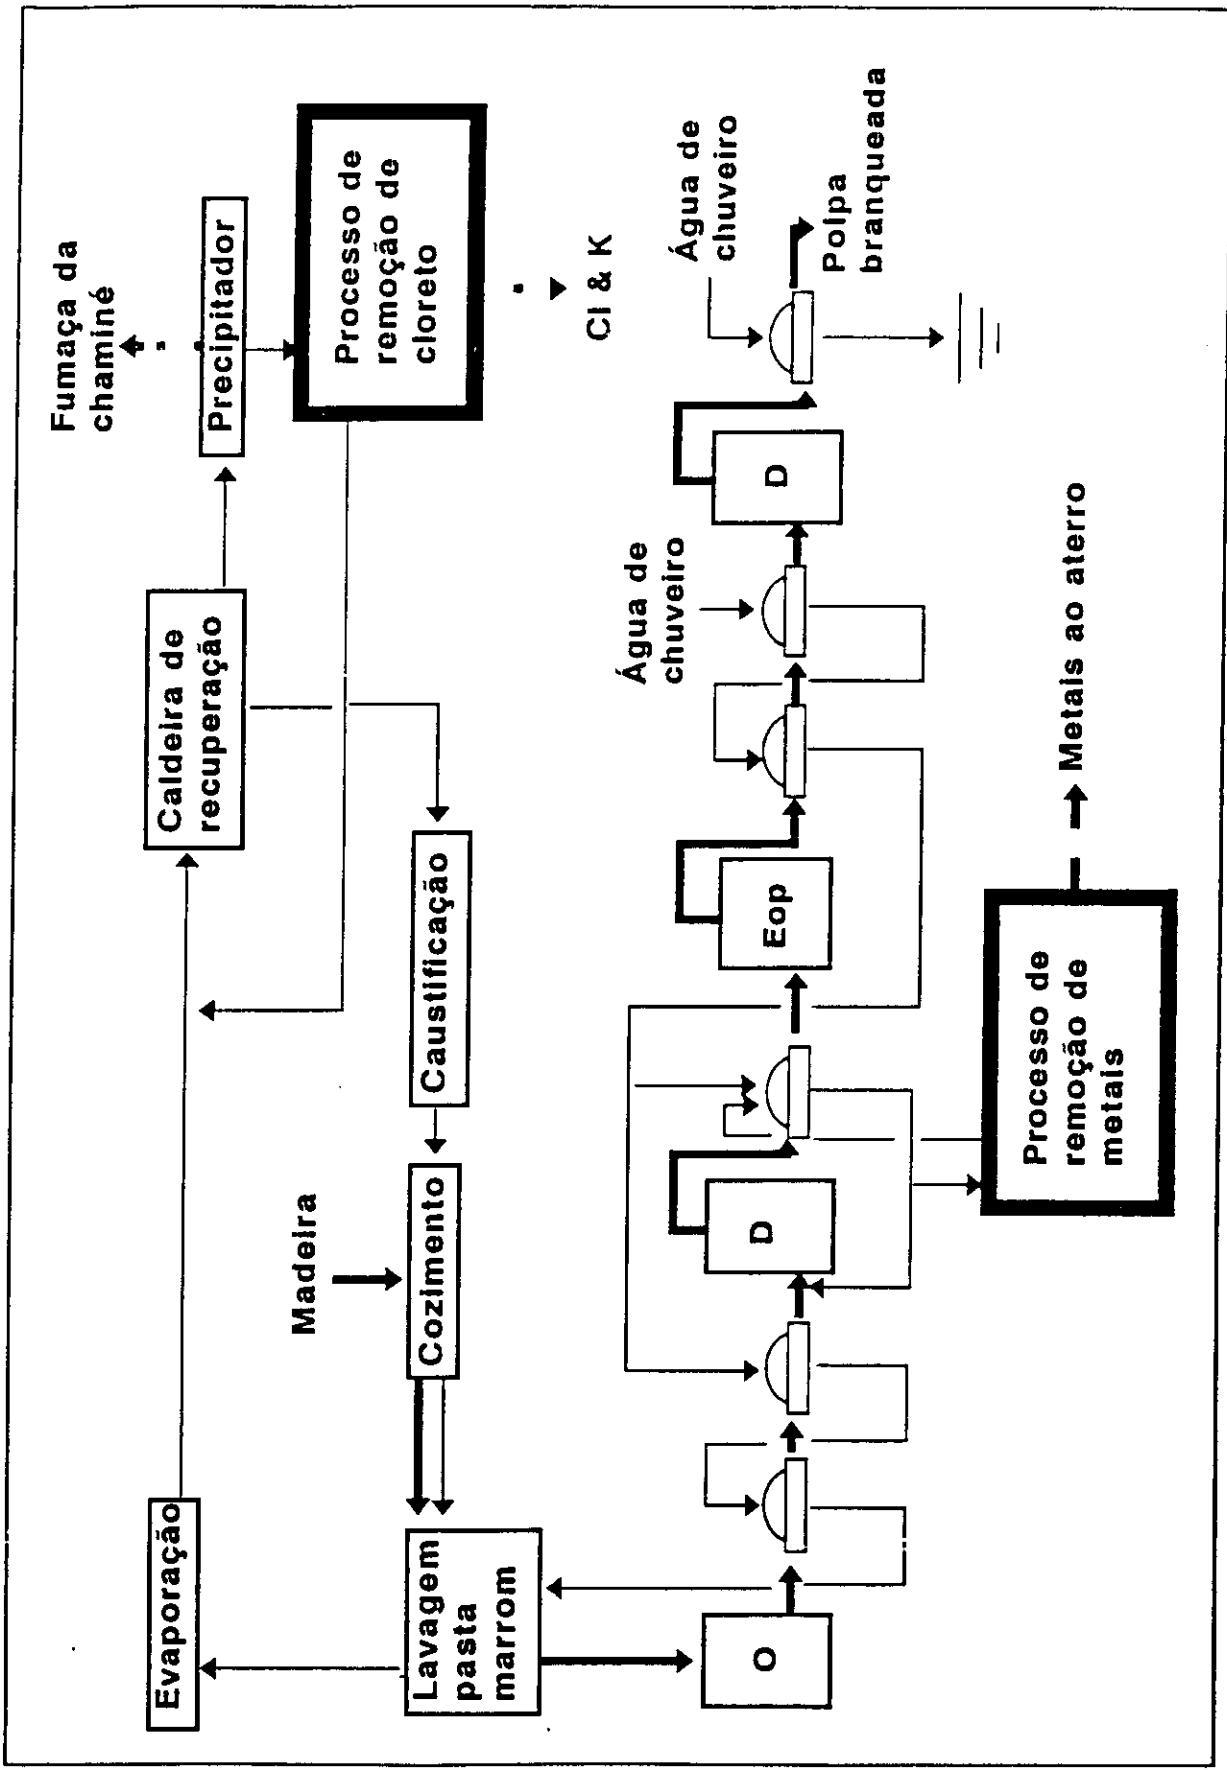 Fumaça da
chaminé
Evaporação
Caldeira de
recuperação
Precipitador
Processo de
remoção de
cloreto
Madeira
Lavagem
pasta
marrom
Cozimento
Caustificação
Cl & K
Água de
chuveiro
Água de
chuveiro
O
D
Eop
D
Polpa
branqueada
Processo de
remoção de
metais
Metais ao aterro